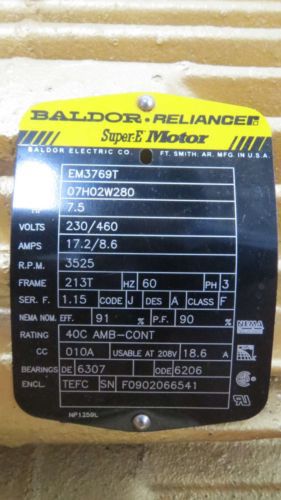 BALDOR · RELIANCE
Super-E Motor
BALDOR ELECTRIC CO. FT. SMITH: AR. MFG. IN U.S.A.
EM3769T
07H02W280
7.5
VOLTS 230/460
AMPS 17.2/8.6
R.P.M. 3525
FRAME 213T HZ 60 PH 3
SER. F. 1.15 CODE J DES A CLASS F
NEMA NOM. EFF. 91 % P.F. 90 %
RATING 40C AMB-CONT
CC 010A USABLE AT 208V 18.6 A
BEARINGS DE 6307 ODE 6206
ENCL. TEFC SN F0902066541
NP1259L